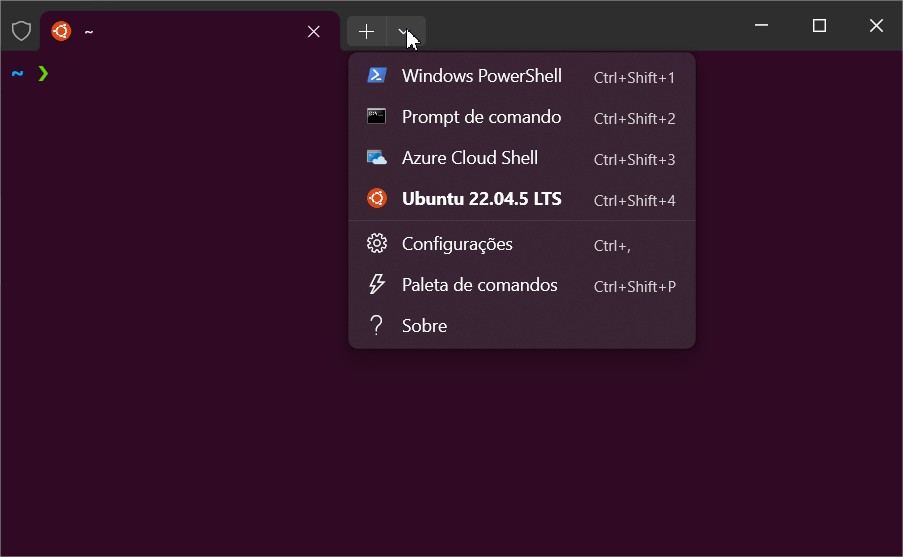 ~
~ ❯
Windows PowerShell Ctrl+Shift+1
Prompt de comando Ctrl+Shift+2
Azure Cloud Shell Ctrl+Shift+3
Ubuntu 22.04.5 LTS Ctrl+Shift+4
Configurações Ctrl+,
Paleta de comandos Ctrl+Shift+P
Sobre